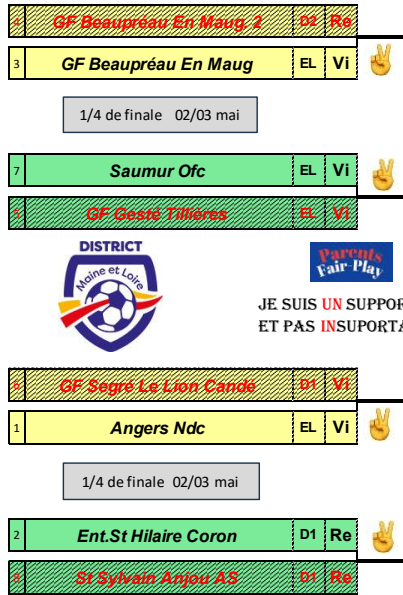 4 GF Beaupréau En Maug. 2 D2 Re
3 GF Beaupréau En Maug EL Vi
1/4 de finale 02/03 mai
7 Saumur Ofc EL Vi
5 GF Gesté Tillières EL Vi
DISTRICT
Maine et Loire
Parents
Fair-Play
JE SUIS UN SUPPOR
ET PAS INSUPORTA
6 GF Segré Le Lion Candé D1 Vi
1 Angers Ndc EL Vi
1/4 de finale 02/03 mai
2 Ent.St Hilaire Coron D1 Re
8 St Sylvain Anjou AS D1 Re